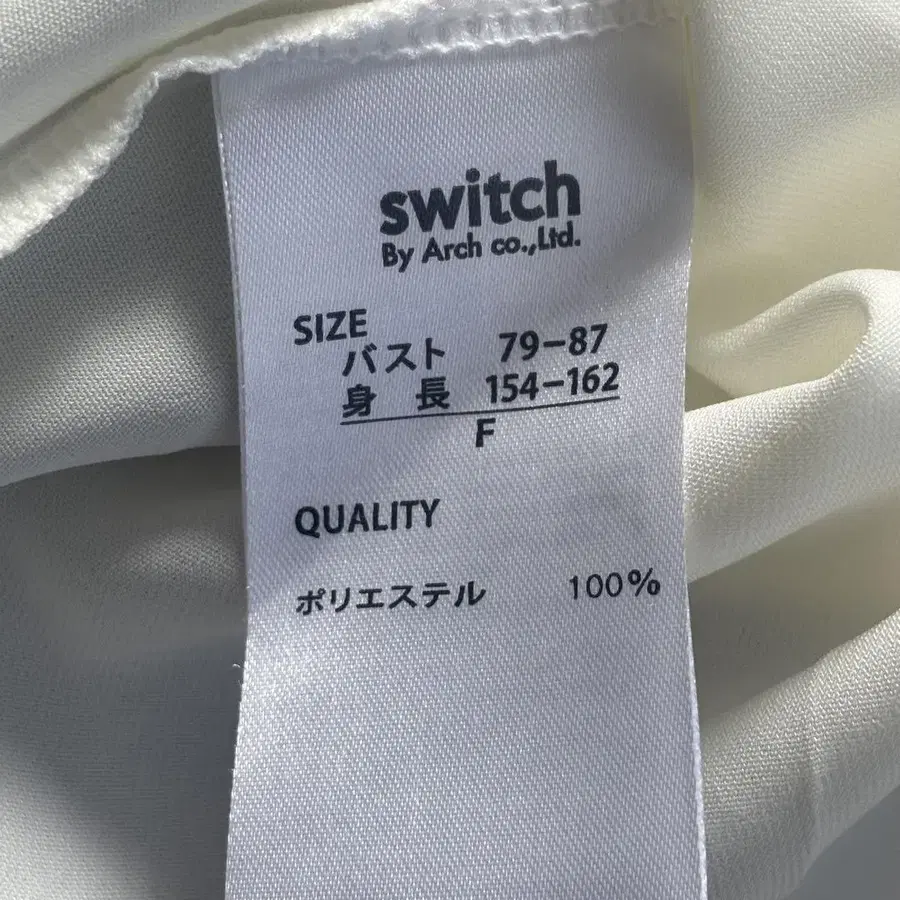 switch
By Arch co.,Ltd.
SIZE
バスト 79-87
身 長 154-162
F
QUALITY
ポリエステル 100%